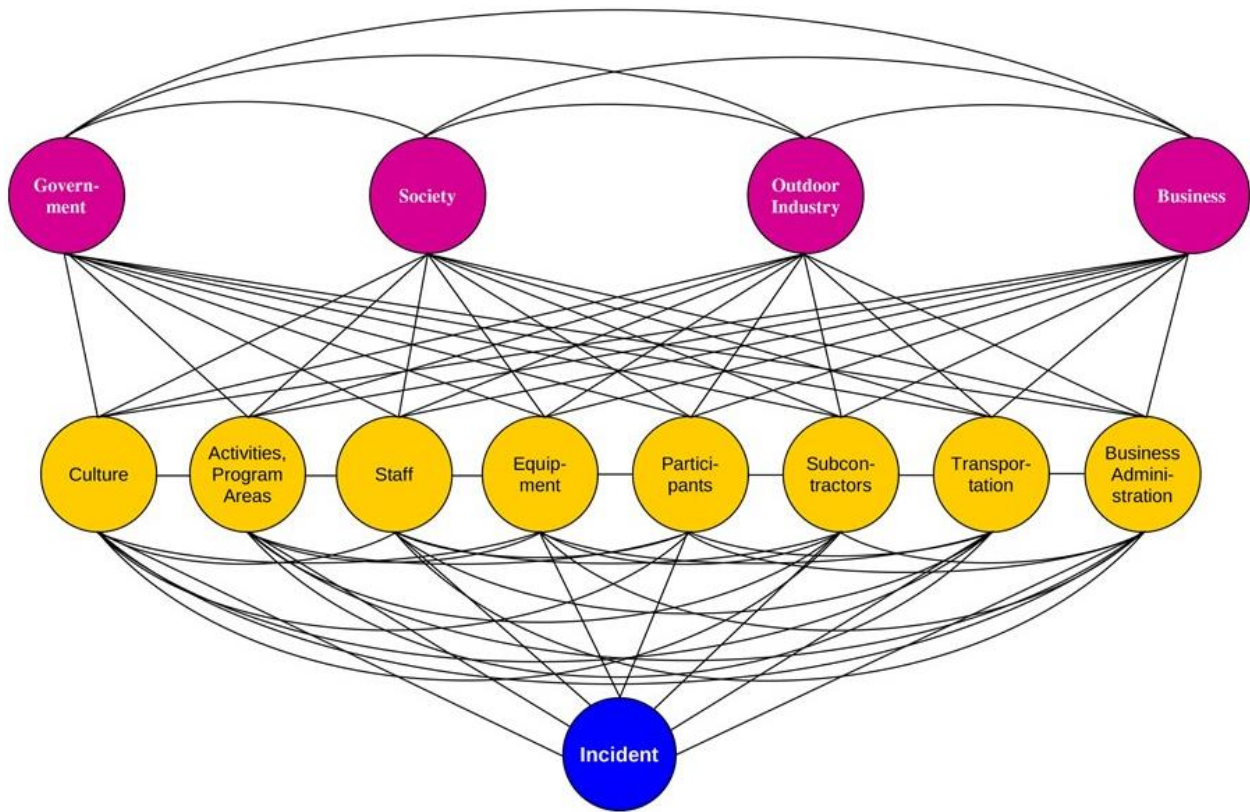 Govern-
ment
Society
Outdoor
Industry
Business
Culture
Activities,
Program
Areas
Staff
Equip-
ment
Partici-
pants
Subcon-
tractors
Transpor-
tation
Business
Admini-
stration
Incident